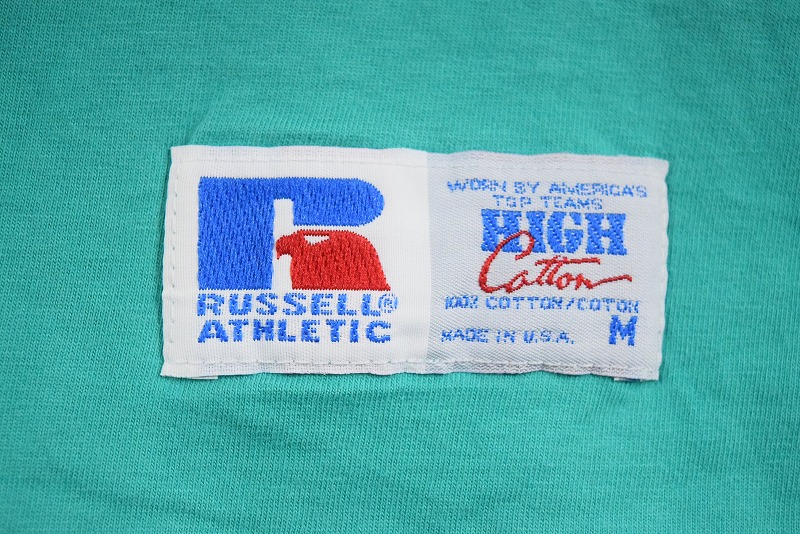 RUSSELL®
ATHLETIC
WORN BY AMERICA'S
TOP TEAMS
HIGH
Cotton
100% COTTON/COTON
MADE IN U.S.A. M